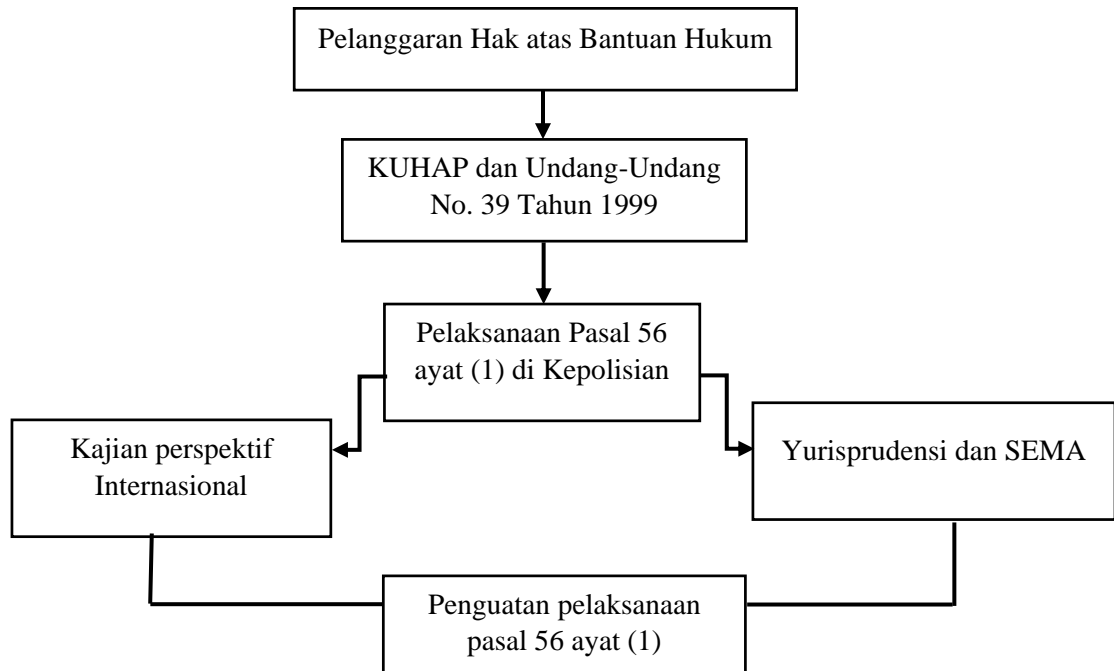 Pelanggaran Hak atas Bantuan Hukum
KUHAP dan Undang-Undang
No. 39 Tahun 1999
Pelaksanaan Pasal 56
ayat (1) di Kepolisian
Kajian perspektif
Internasional
Yurisprudensi dan SEMA
Penguatan pelaksanaan
pasal 56 ayat (1)